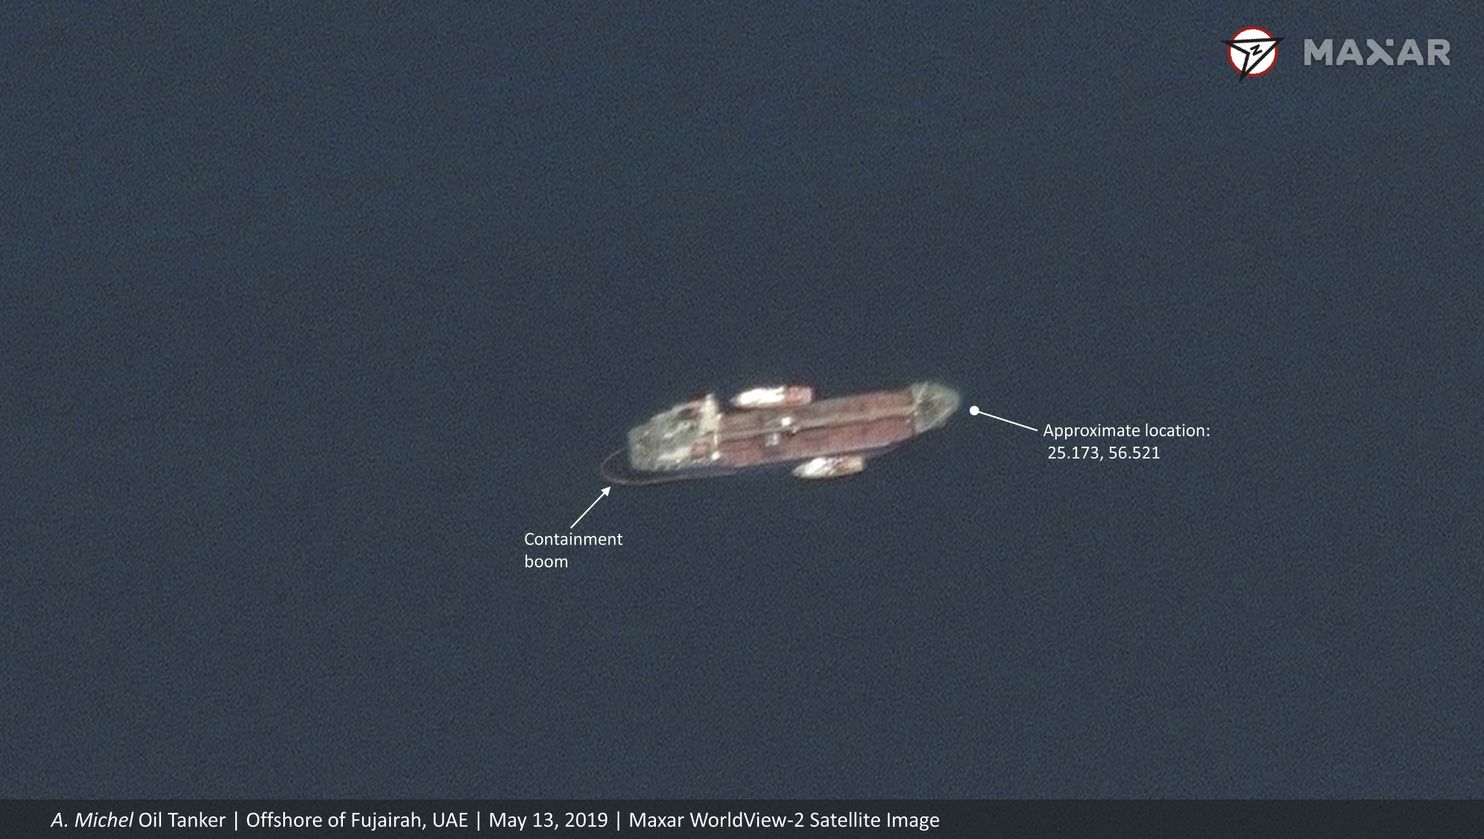 MAXAR
Approximate location:
25.173, 56.521
Containment
boom
A. Michel Oil Tanker | Offshore of Fujairah, UAE | May 13, 2019 | Maxar WorldView-2 Satellite Image